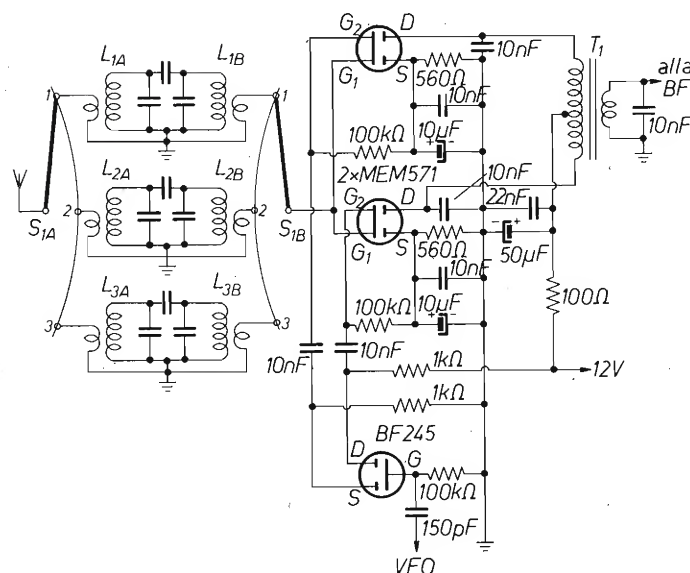 G2 D
10nF
T1
L1A L1B
alla
BF
G1 S
560Ω
1 1
10nF
10nF
100kΩ
10µF
+ -
2×MEM571
10nF
L2A L2B
G2 D
22nF
S1A 2 2 S1B
G1 S
560Ω
- +
50µF
10nF
100Ω
L3A L3B
100kΩ
10µF
+ -
3 3
10nF
10nF
1kΩ
12V
1kΩ
BF245
D G
S
100kΩ
150pF
VFO